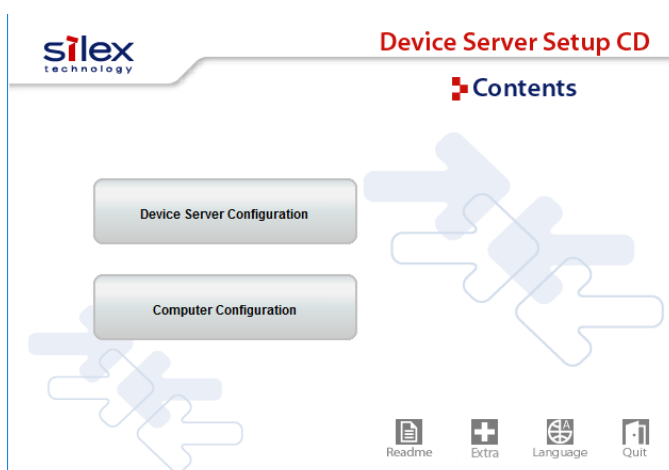 silex
technology
Device Server Setup CD
Contents
Device Server Configuration
Computer Configuration
Readme
Extra
A
Language
Quit